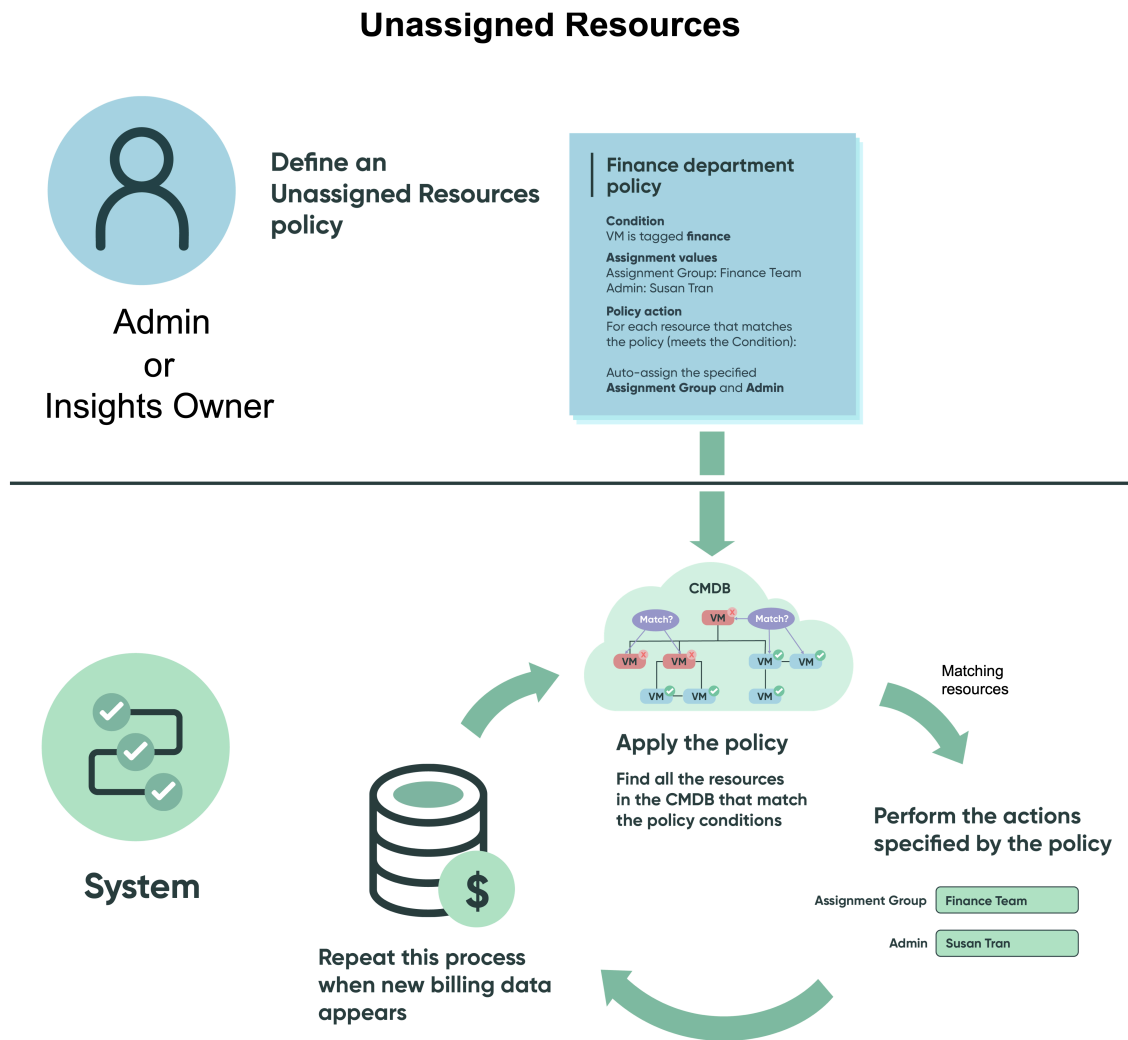 Unassigned Resources
Define an
Unassigned Resources
policy
Admin
or
Insights Owner
Finance department
policy
Condition
VM is tagged finance
Assignment values
Assignment Group: Finance Team
Admin: Susan Tran
Policy action
For each resource that matches
the policy (meets the Condition):
Auto-assign the specified
Assignment Group and Admin
CMDB
Match?
VM
Match?
VM
VM
VM
VM
VM
VM
VM
Matching
resources
Apply the policy
Find all the resources
in the CMDB that match
the policy conditions
Perform the actions
specified by the policy
Assignment Group
Finance Team
Admin
Susan Tran
System
$
Repeat this process
when new billing data
appears